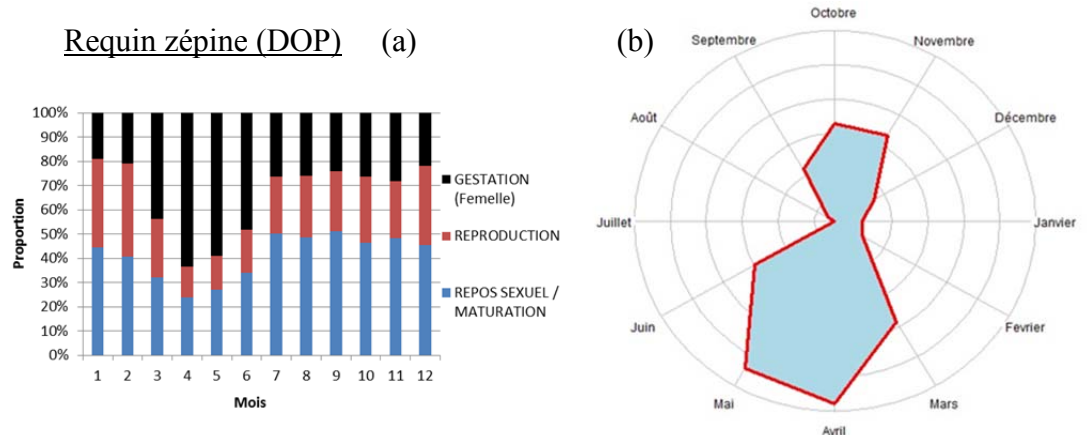 Requin zépine (DOP) (a) (b)
100%
90%
80%
70%
60%
50%
40%
30%
20%
10%
0%
Proportion
1 2 3 4 5 6 7 8 9 10 11 12
Mois
GESTATION
(Femelle)
REPRODUCTION
REPOS SEXUEL /
MATURATION
Octobre
Novembre
Décembre
Janvier
Fevrier
Mars
Avril
Mai
Juin
Juillet
Août
Septembre